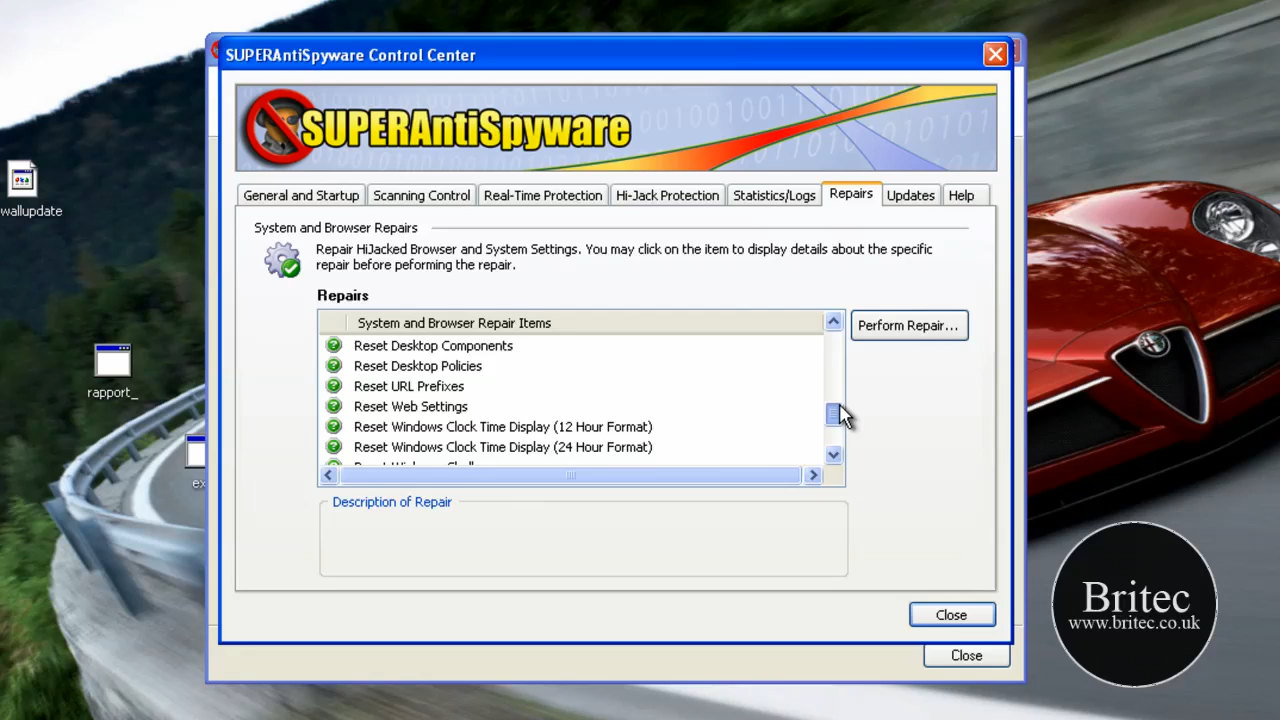 SUPERAntiSpyware Control Center
SUPERAntiSpyware
General and Startup Scanning Control Real-Time Protection Hi-Jack Protection Statistics/Logs Repairs Updates Help
System and Browser Repairs
Repair HiJacked Browser and System Settings. You may click on the item to display details about the specific
repair before peforming the repair.
Repairs
System and Browser Repair Items
Perform Repair...
Reset Desktop Components
Reset Desktop Policies
Reset URL Prefixes
Reset Web Settings
Reset Windows Clock Time Display (12 Hour Format)
Reset Windows Clock Time Display (24 Hour Format)
Description of Repair
Close
Close
wallupdate
rapport_
ex
Britec
www.britec.co.uk